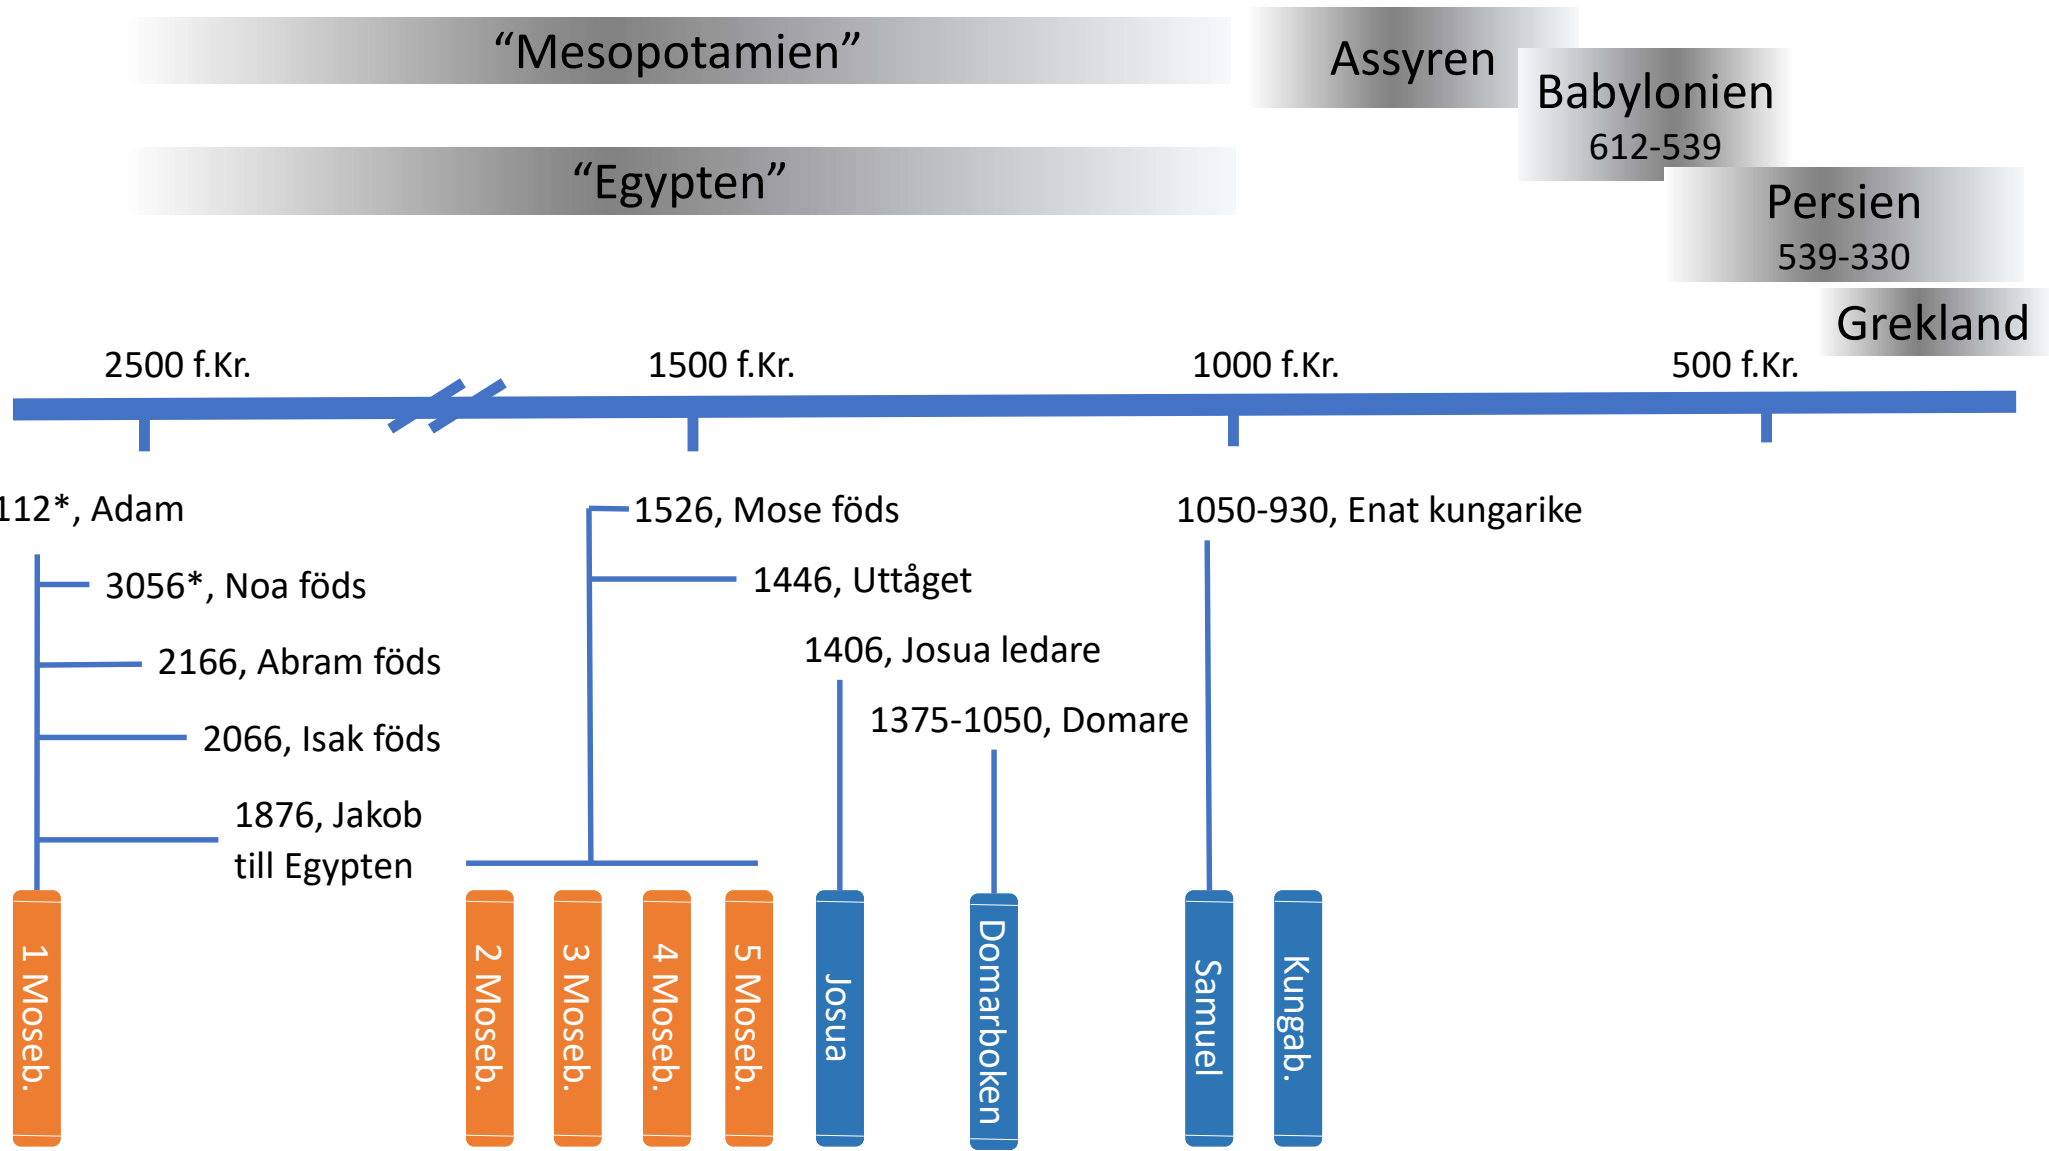 “Mesopotamien”
Assyren
Babylonien
612-539
“Egypten”
Persien
539-330
Grekland
2500 f.Kr.
1500 f.Kr.
1000 f.Kr.
500 f.Kr.
112*, Adam
3056*, Noa föds
2166, Abram föds
2066, Isak föds
1876, Jakob
till Egypten
1526, Mose föds
1446, Uttåget
1406, Josua ledare
1375-1050, Domare
1050-930, Enat kungarike
1 Moseb.
2 Moseb.
3 Moseb.
4 Moseb.
5 Moseb.
Josua
Domarboken
Samuel
Kungab.